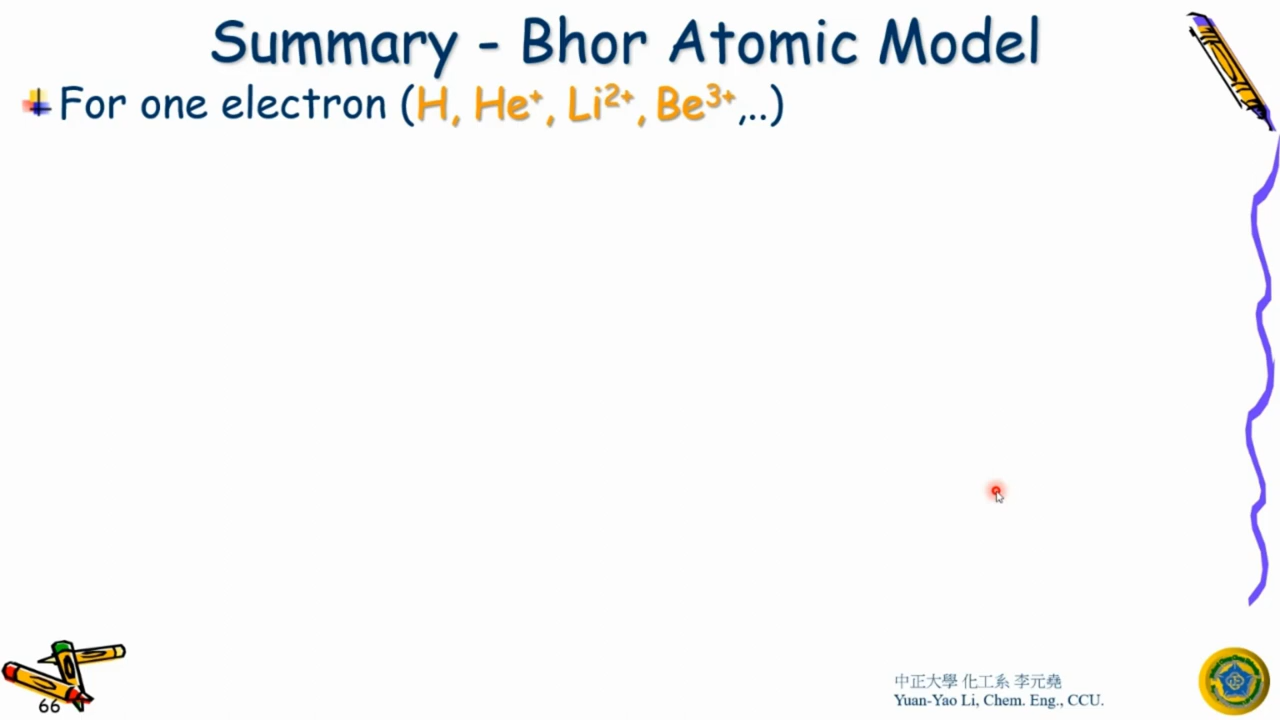 Summary - Bhor Atomic Model
For one electron (H, He⁺, Li²⁺, Be³⁺,..)
66
中正大學 化工系 李元堯
Yuan-Yao Li, Chem. Eng., CCU.